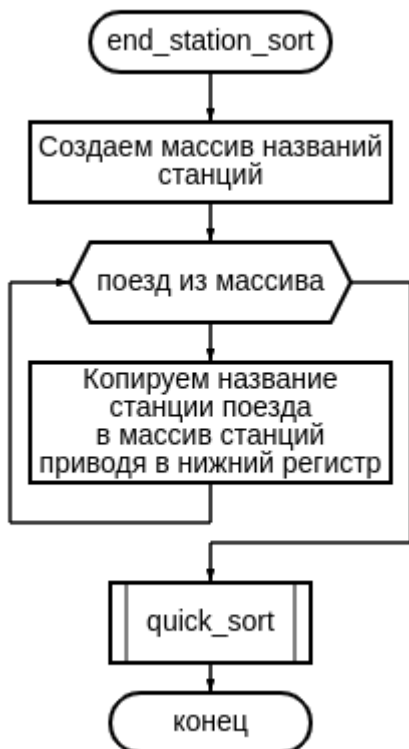 end_station_sort
Создаем массив названий
станций
поезд из массива
Копируем название
станции поезда
в массив станций
приводя в нижний регистр
quick_sort
конец